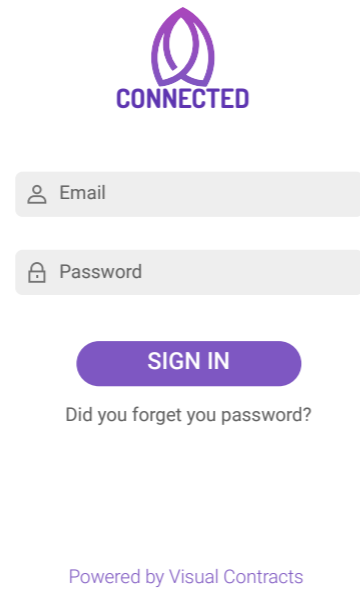 CONNECTED
Email
Password
SIGN IN
Did you forget you password?
Powered by Visual Contracts